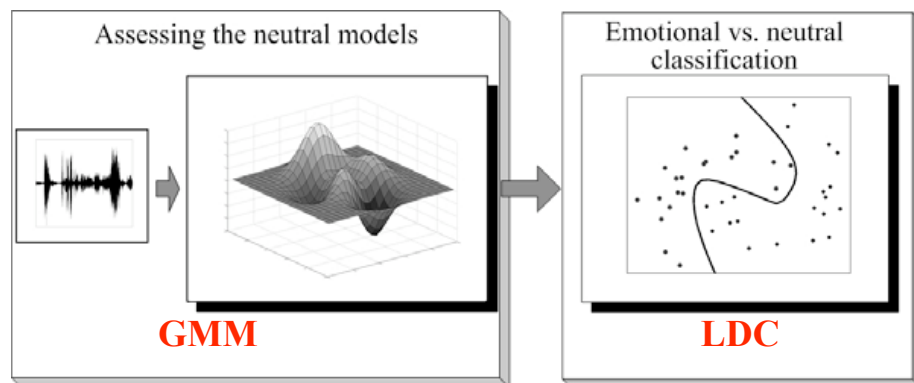 Assessing the neutral models
GMM
Emotional vs. neutral
classification
LDC